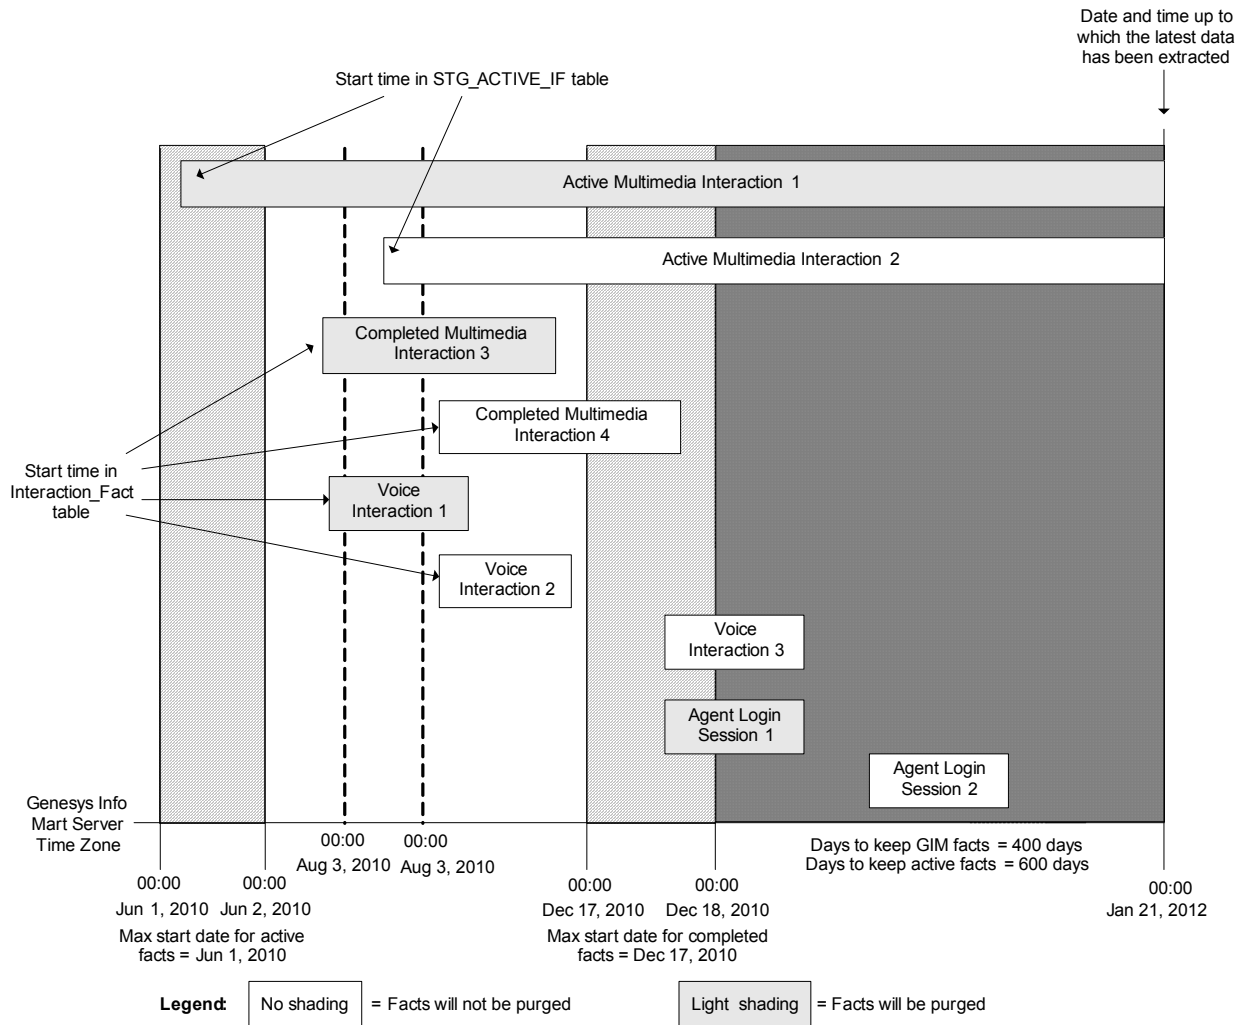 Date and time up to
which the latest data
has been extracted
Start time in STG_ACTIVE_IF table
Active Multimedia Interaction 1
Active Multimedia Interaction 2
Completed Multimedia
Interaction 3
Completed Multimedia
Interaction 4
Start time in
Interaction_Fact
table
Voice
Interaction 1
Voice
Interaction 2
Voice
Interaction 3
Agent Login
Session 1
Agent Login
Session 2
Genesys Info
Mart Server
Time Zone
00:00
Aug 3, 2010
00:00
Aug 3, 2010
Days to keep GIM facts = 400 days
Days to keep active facts = 600 days
00:00
Jun 1, 2010
00:00
Jun 2, 2010
00:00
Dec 17, 2010
00:00
Dec 18, 2010
00:00
Jan 21, 2012
Max start date for active
facts = Jun 1, 2010
Max start date for completed
facts = Dec 17, 2010
Legend:
No shading
= Facts will not be purged
Light shading
= Facts will be purged